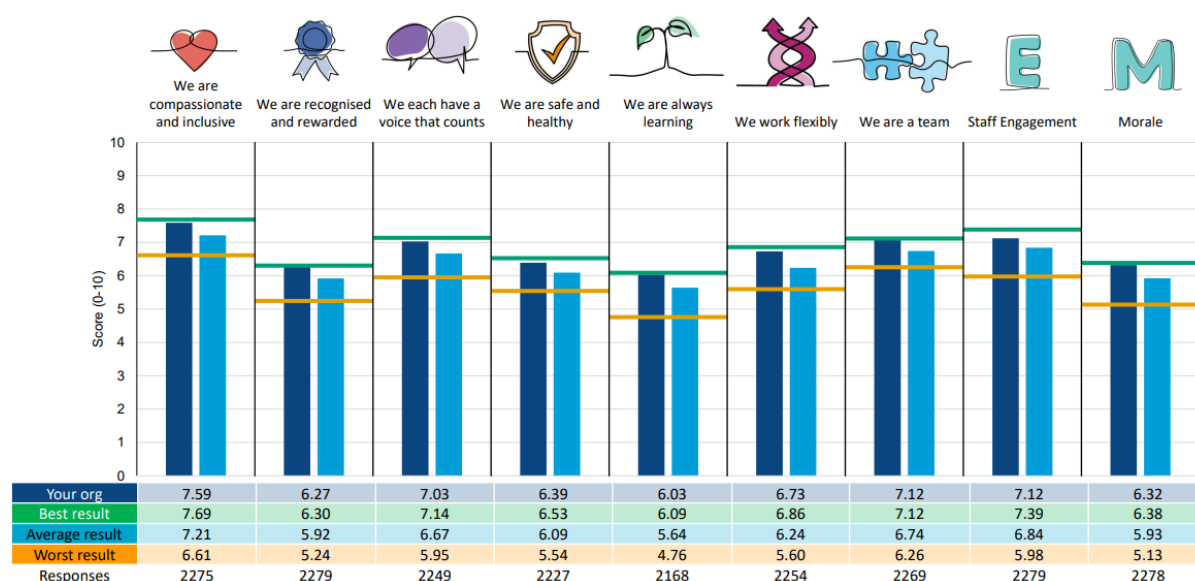 We are
compassionate
and inclusive
We are recognised
and rewarded
We each have a
voice that counts
We are safe and
healthy
We are always
learning
We work flexibly
We are a team
E
Staff Engagement
M
Morale
Score (0-10)
10
9
8
7
6
5
4
3
2
1
0
Your org 7.59 6.27 7.03 6.39 6.03 6.73 7.12 7.12 6.32
Best result 7.69 6.30 7.14 6.53 6.09 6.86 7.12 7.39 6.38
Average result 7.21 5.92 6.67 6.09 5.64 6.24 6.74 6.84 5.93
Worst result 6.61 5.24 5.95 5.54 4.76 5.60 6.26 5.98 5.13
Responses 2275 2279 2249 2227 2168 2254 2269 2279 2278